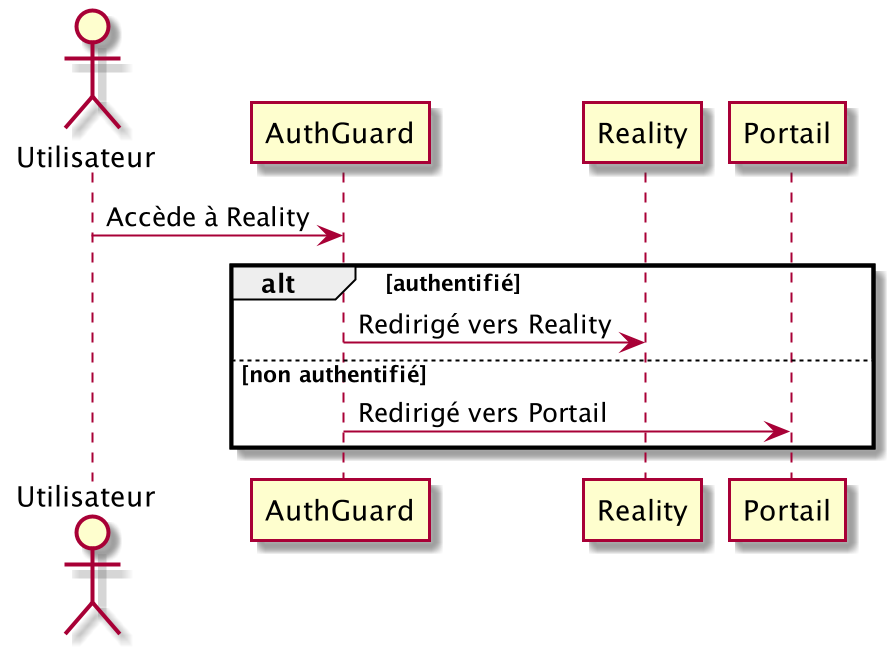 Utilisateur
AuthGuard
Reality
Portail
Accède à Reality
alt
[authentifié]
Redirigé vers Reality
[non authentifié]
Redirigé vers Portail
Utilisateur
AuthGuard
Reality
Portail